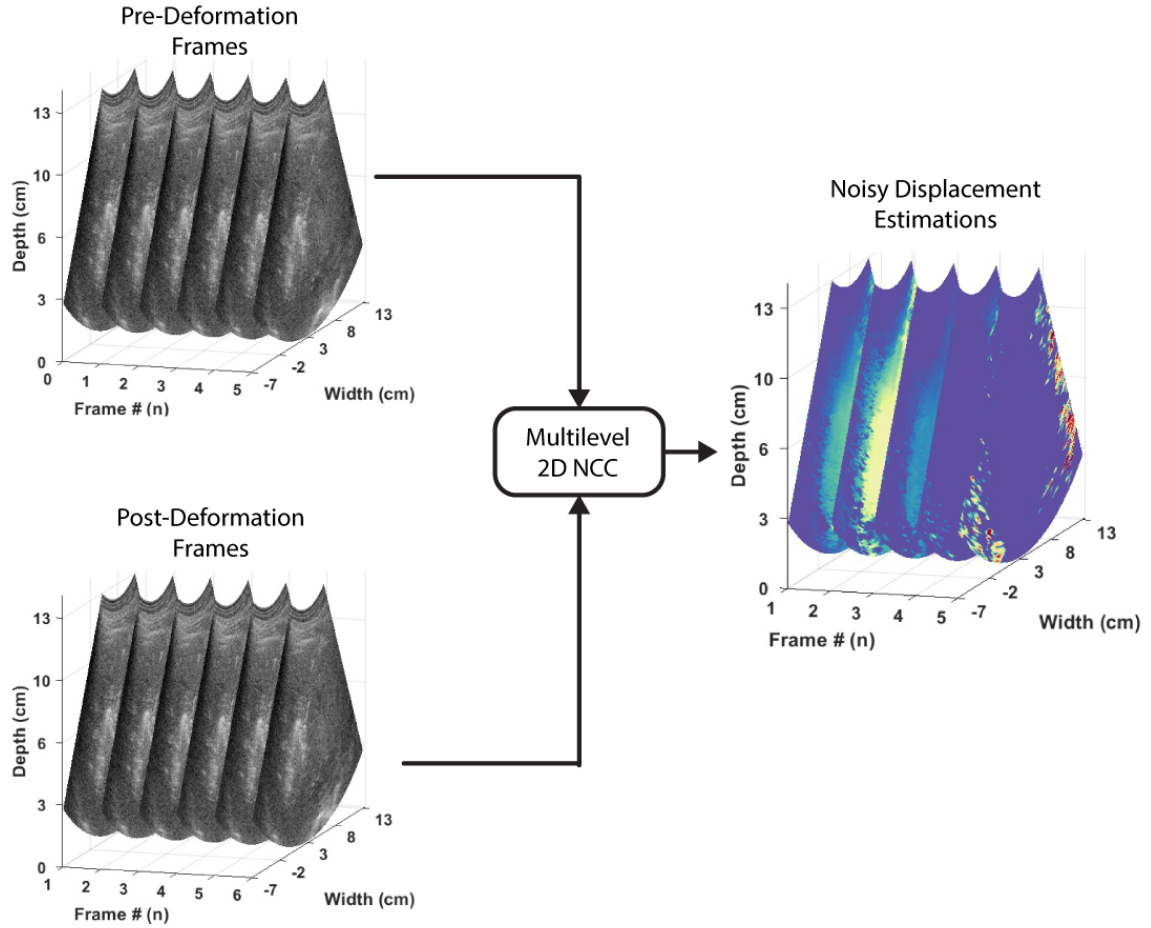 Pre-Deformation
Frames
13
10
6
3
0
Depth (cm)
0 1 2 3 4 5
Frame # (n)
-7 -2 3 8 13
Width (cm)
Post-Deformation
Frames
13
10
6
3
0
Depth (cm)
1 2 3 4 5 6
Frame # (n)
-7 -2 3 8 13
Width (cm)
Multilevel
2D NCC
Noisy Displacement
Estimations
13
10
6
3
0
Depth (cm)
1 2 3 4 5
Frame # (n)
-7 -2 3 8 13
Width (cm)